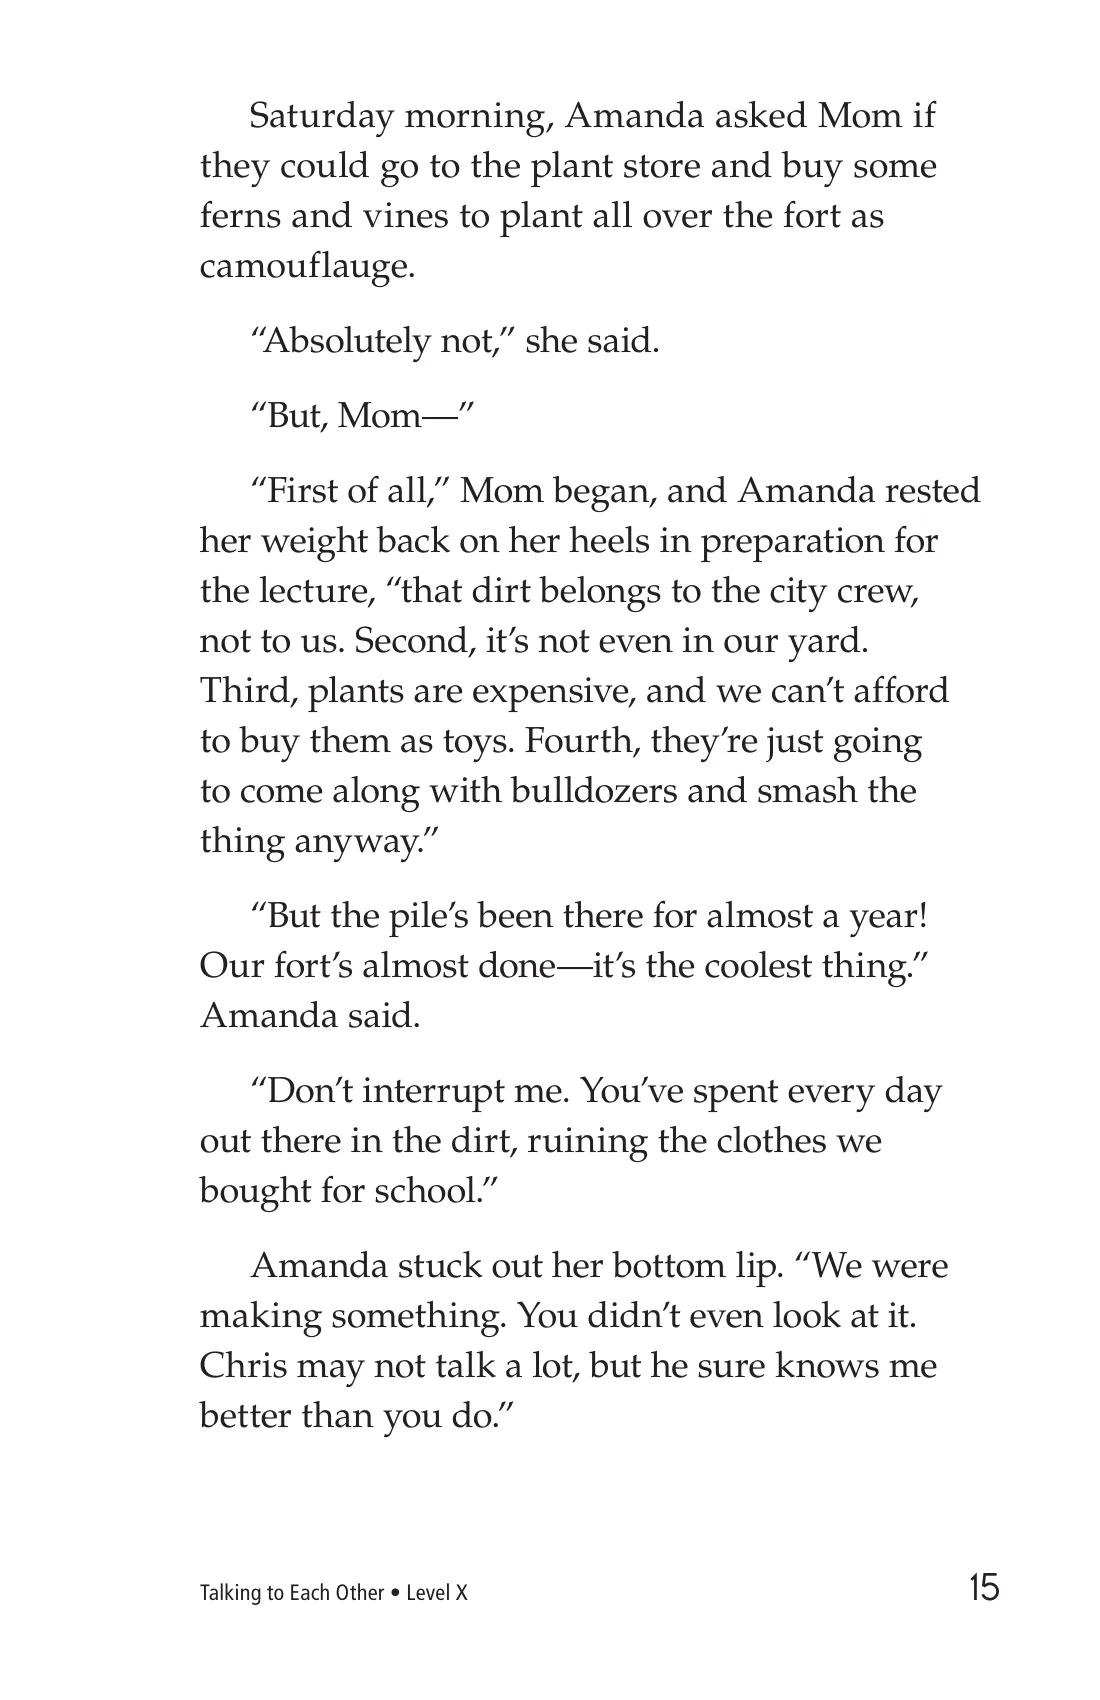 Saturday morning, Amanda asked Mom if
they could go to the plant store and buy some
ferns and vines to plant all over the fort as
camouflauge.
“Absolutely not,” she said.
“But, Mom—”
“First of all,” Mom began, and Amanda rested
her weight back on her heels in preparation for
the lecture, “that dirt belongs to the city crew,
not to us. Second, it’s not even in our yard.
Third, plants are expensive, and we can’t afford
to buy them as toys. Fourth, they’re just going
to come along with bulldozers and smash the
thing anyway.”
“But the pile’s been there for almost a year!
Our fort’s almost done—it’s the coolest thing.”
Amanda said.
“Don’t interrupt me. You’ve spent every day
out there in the dirt, ruining the clothes we
bought for school.”
Amanda stuck out her bottom lip. “We were
making something. You didn’t even look at it.
Chris may not talk a lot, but he sure knows me
better than you do.”
Talking to Each Other • Level X 15